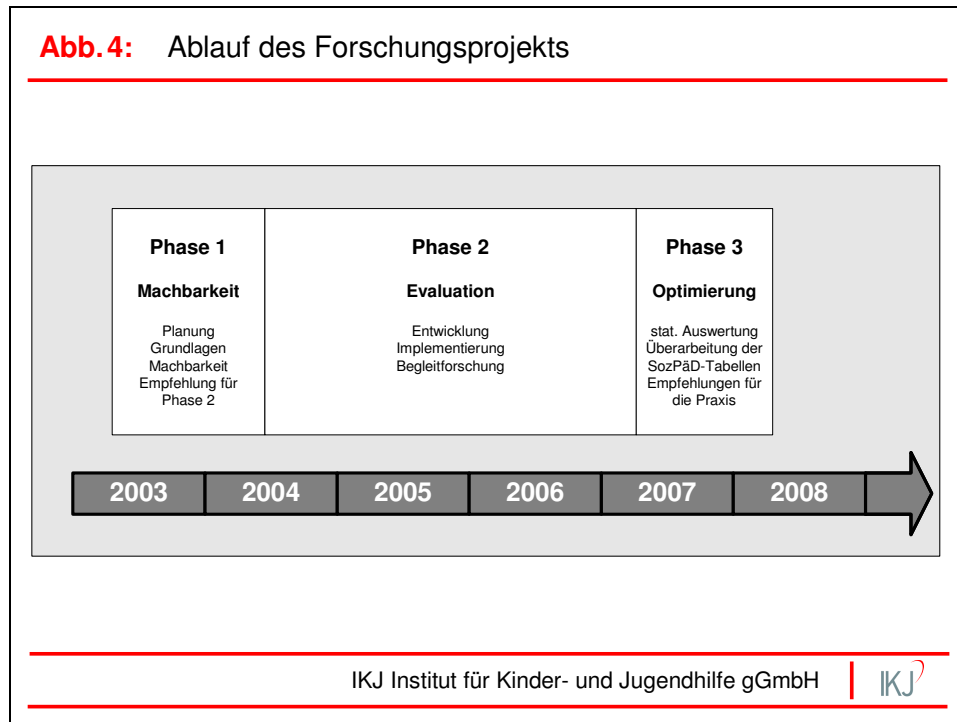 Abb. 4: Ablauf des Forschungsprojekts
Phase 1
Machbarkeit
Planung
Grundlagen
Machbarkeit
Empfehlung für
Phase 2
Phase 2
Evaluation
Entwicklung
Implementierung
Begleitforschung
Phase 3
Optimierung
stat. Auswertung
Überarbeitung der
SozPäD-Tabellen
Empfehlungen für
die Praxis
2003 2004 2005 2006 2007 2008
IKJ Institut für Kinder- und Jugendhilfe gGmbH
IKJ